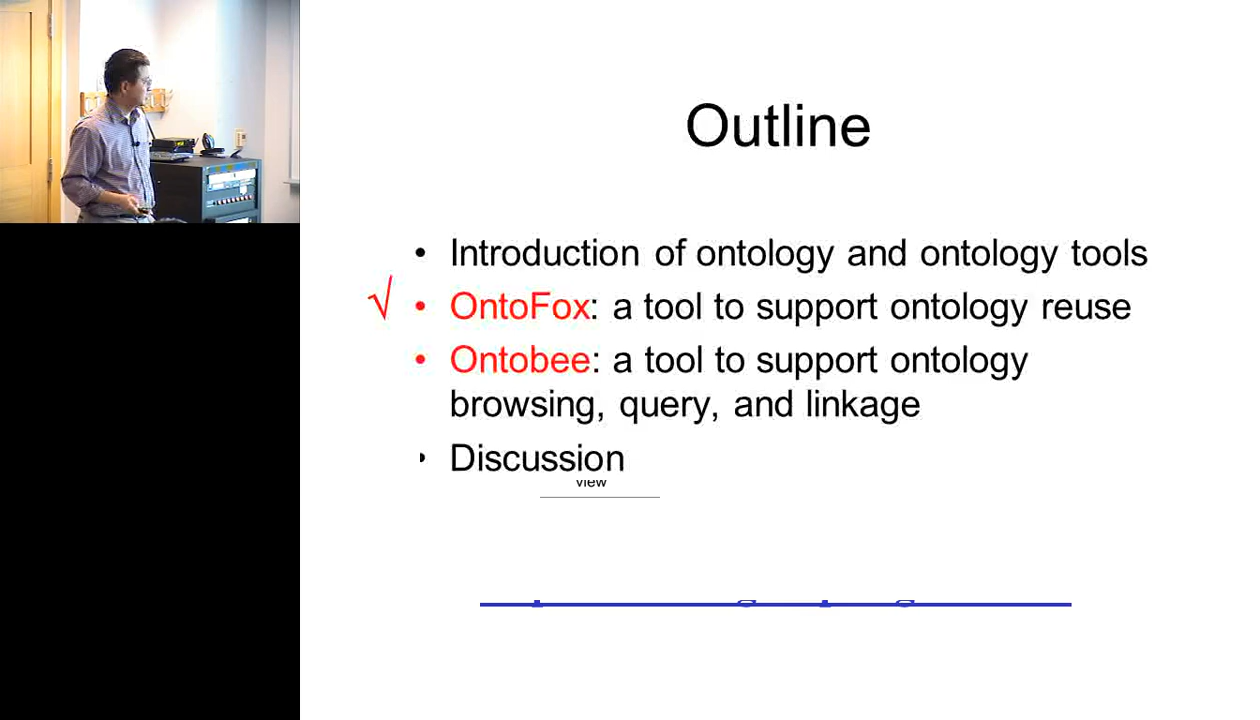 Outline
• Introduction of ontology and ontology tools
√ • OntoFox: a tool to support ontology reuse
• Ontobee: a tool to support ontology
browsing, query, and linkage
• Discussion
view